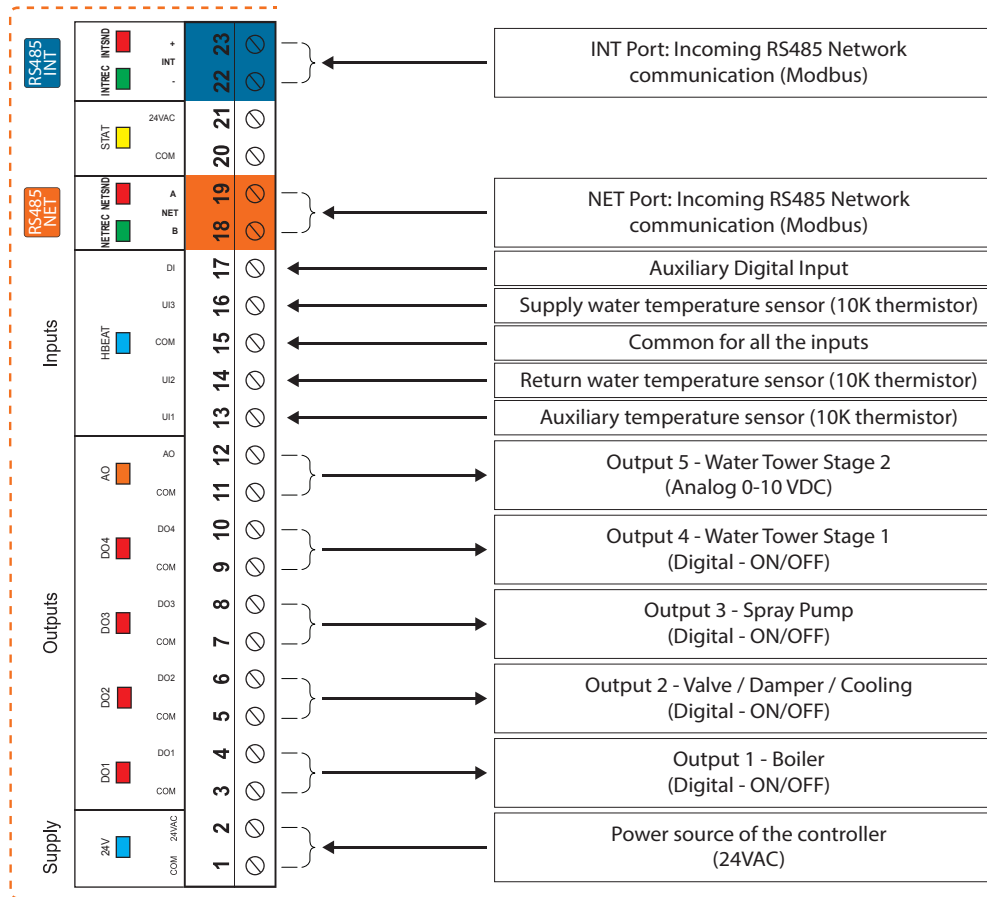 RS485
INT
INTREC INTSND
+
INT
-
23
22
INT Port: Incoming RS485 Network
communication (Modbus)
STAT
24VAC
COM
21
20
RS485
NET
NETREC NETSND
A
NET
B
19
18
NET Port: Incoming RS485 Network
communication (Modbus)
Inputs
HBEAT
DI
17
Auxiliary Digital Input
UI3
16
Supply water temperature sensor (10K thermistor)
COM
15
Common for all the inputs
UI2
14
Return water temperature sensor (10K thermistor)
UI1
13
Auxiliary temperature sensor (10K thermistor)
Outputs
AO
AO
COM
12
11
Output 5 - Water Tower Stage 2
(Analog 0-10 VDC)
DO4
DO4
COM
10
9
Output 4 - Water Tower Stage 1
(Digital - ON/OFF)
DO3
DO3
COM
8
7
Output 3 - Spray Pump
(Digital - ON/OFF)
DO2
DO2
COM
6
5
Output 2 - Valve / Damper / Cooling
(Digital - ON/OFF)
DO1
DO1
COM
4
3
Output 1 - Boiler
(Digital - ON/OFF)
Supply
24V
COM 24VAC
2
1
Power source of the controller
(24VAC)